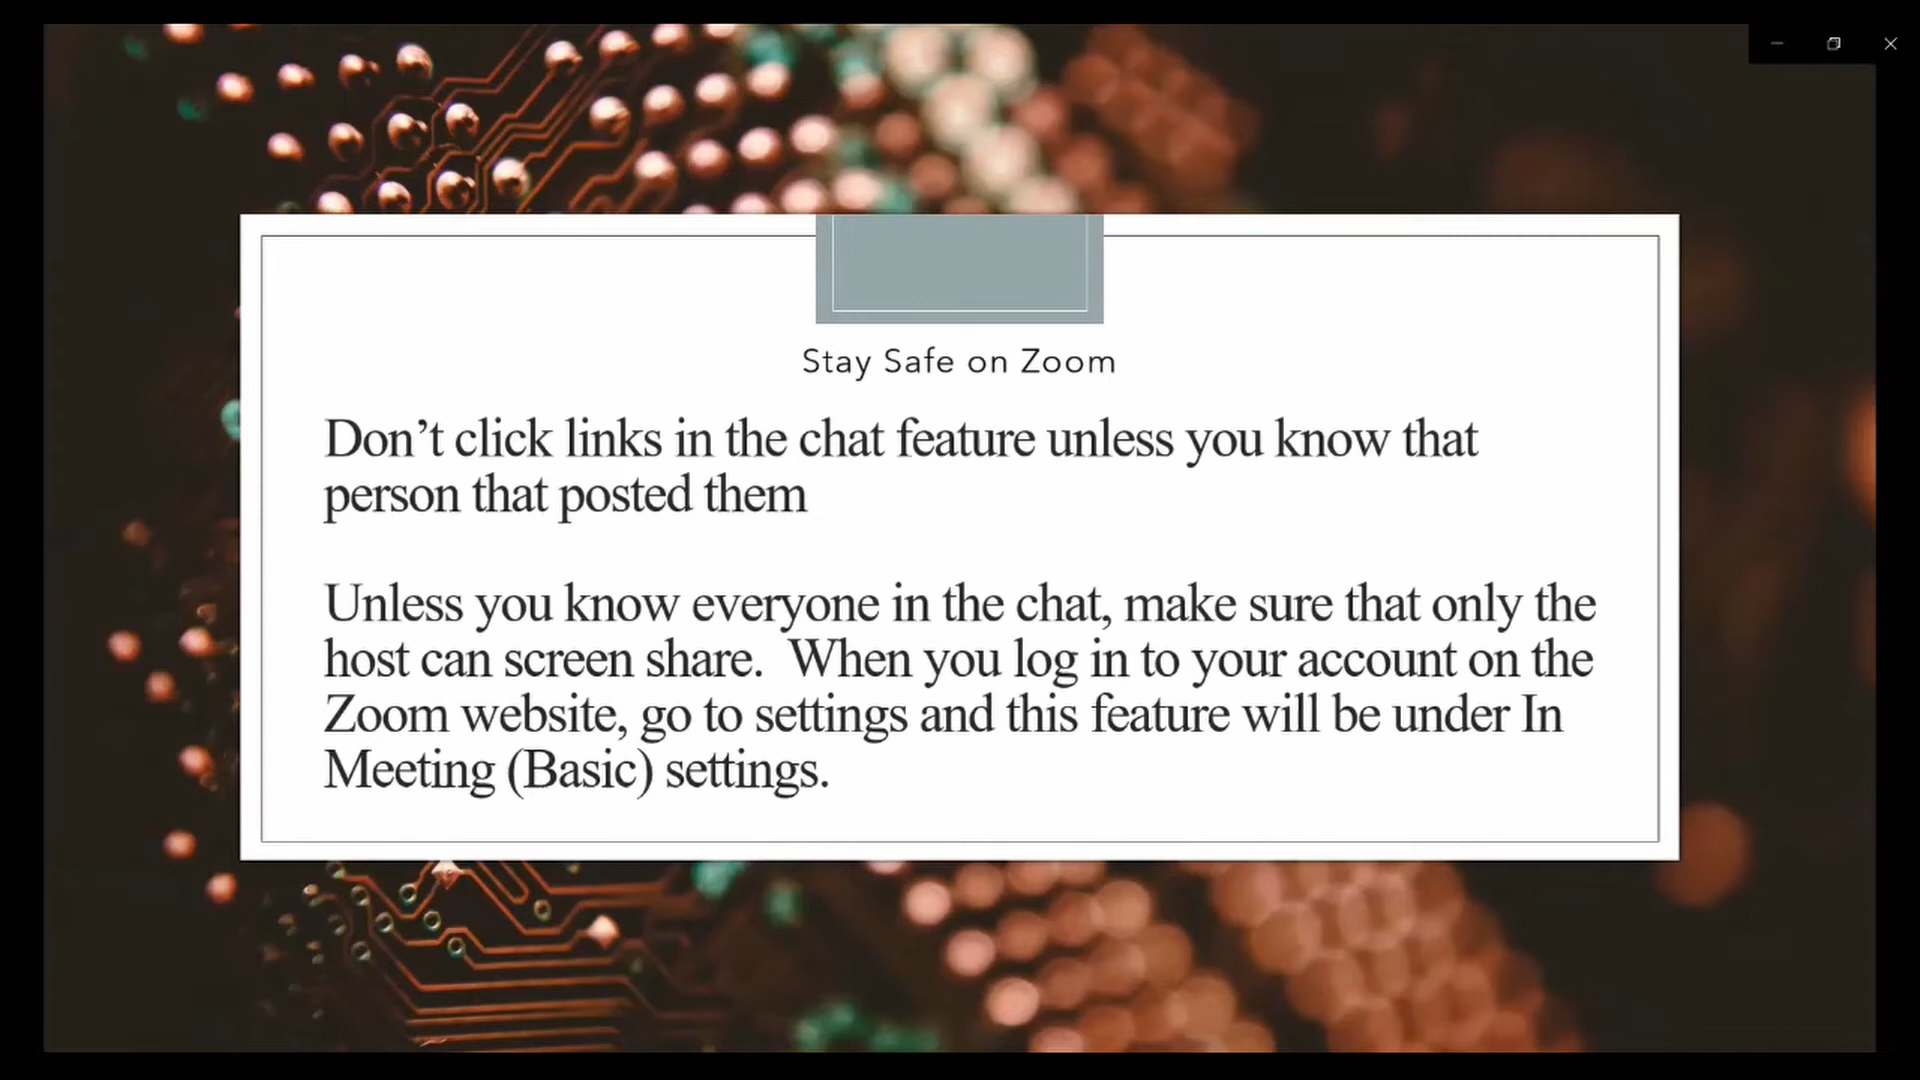 Stay Safe on Zoom
Don’t click links in the chat feature unless you know that
person that posted them
Unless you know everyone in the chat, make sure that only the
host can screen share.  When you log in to your account on the
Zoom website, go to settings and this feature will be under In
Meeting (Basic) settings.